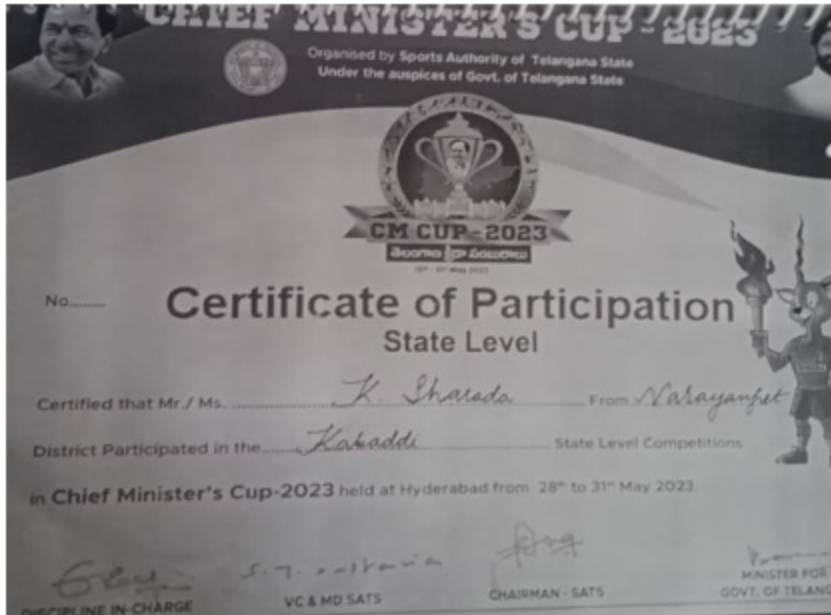 CHIEF MINISTER'S CUP - 2023
Organised by Sports Authority of Telangana State
Under the auspices of Govt. of Telangana State
CM CUP-2023
May 2023
No.........
Certificate of Participation
State Level
Certified that Mr./ Ms. .................... K. Sharada From Narayanpet
District Participated in the........ Kabaddi ............ State Level Competitions
in Chief Minister's Cup-2023 held at Hyderabad from 28th to 31st May 2023.
DISCIPLINE IN-CHARGE
VC & MD SATS
CHAIRMAN - SATS
MINISTER FOR
GOVT. OF TELAN